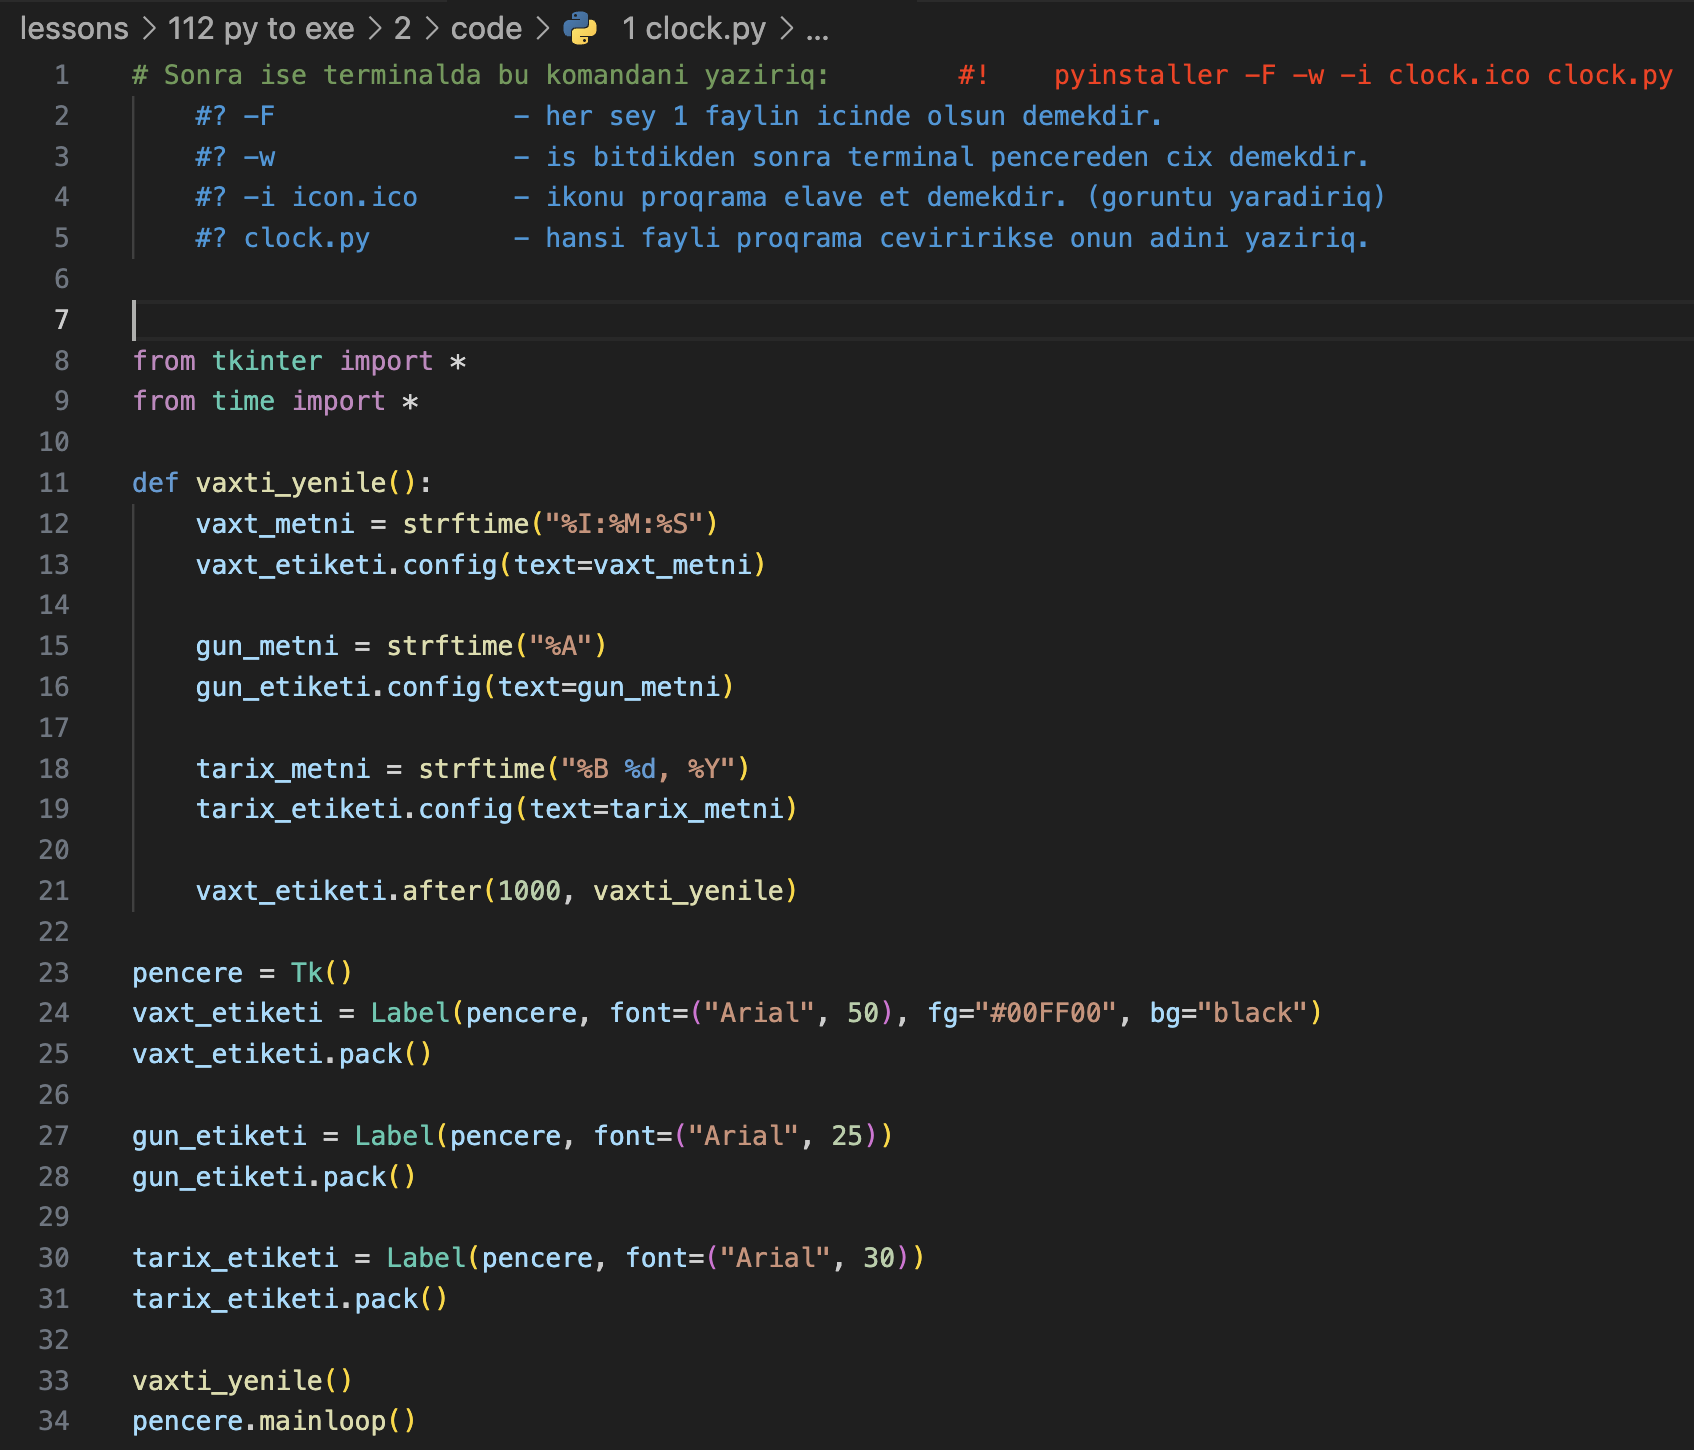 lessons > 112 py to exe > 2 > code > 1 clock.py > ...
1 # Sonra ise terminalda bu komandani yaziriq:        #!    pyinstaller -F -w -i clock.ico clock.py
2     #? -F               - her sey 1 faylin icinde olsun demekdir.
3     #? -w               - is bitdikden sonra terminal pencereden cix demekdir.
4     #? -i icon.ico      - ikonu proqrama elave et demekdir. (goruntu yaradiriq)
5     #? clock.py         - hansi fayli proqrama ceviririkse onun adini yaziriq.
6
7
8 from tkinter import *
9 from time import *
10
11 def vaxti_yenile():
12     vaxt_metni = strftime("%I:%M:%S")
13     vaxt_etiketi.config(text=vaxt_metni)
14
15     gun_metni = strftime("%A")
16     gun_etiketi.config(text=gun_metni)
17
18     tarix_metni = strftime("%B %d, %Y")
19     tarix_etiketi.config(text=tarix_metni)
20
21     vaxt_etiketi.after(1000, vaxti_yenile)
22
23 pencere = Tk()
24 vaxt_etiketi = Label(pencere, font=("Arial", 50), fg="#00FF00", bg="black")
25 vaxt_etiketi.pack()
26
27 gun_etiketi = Label(pencere, font=("Arial", 25))
28 gun_etiketi.pack()
29
30 tarix_etiketi = Label(pencere, font=("Arial", 30))
31 tarix_etiketi.pack()
32
33 vaxti_yenile()
34 pencere.mainloop()